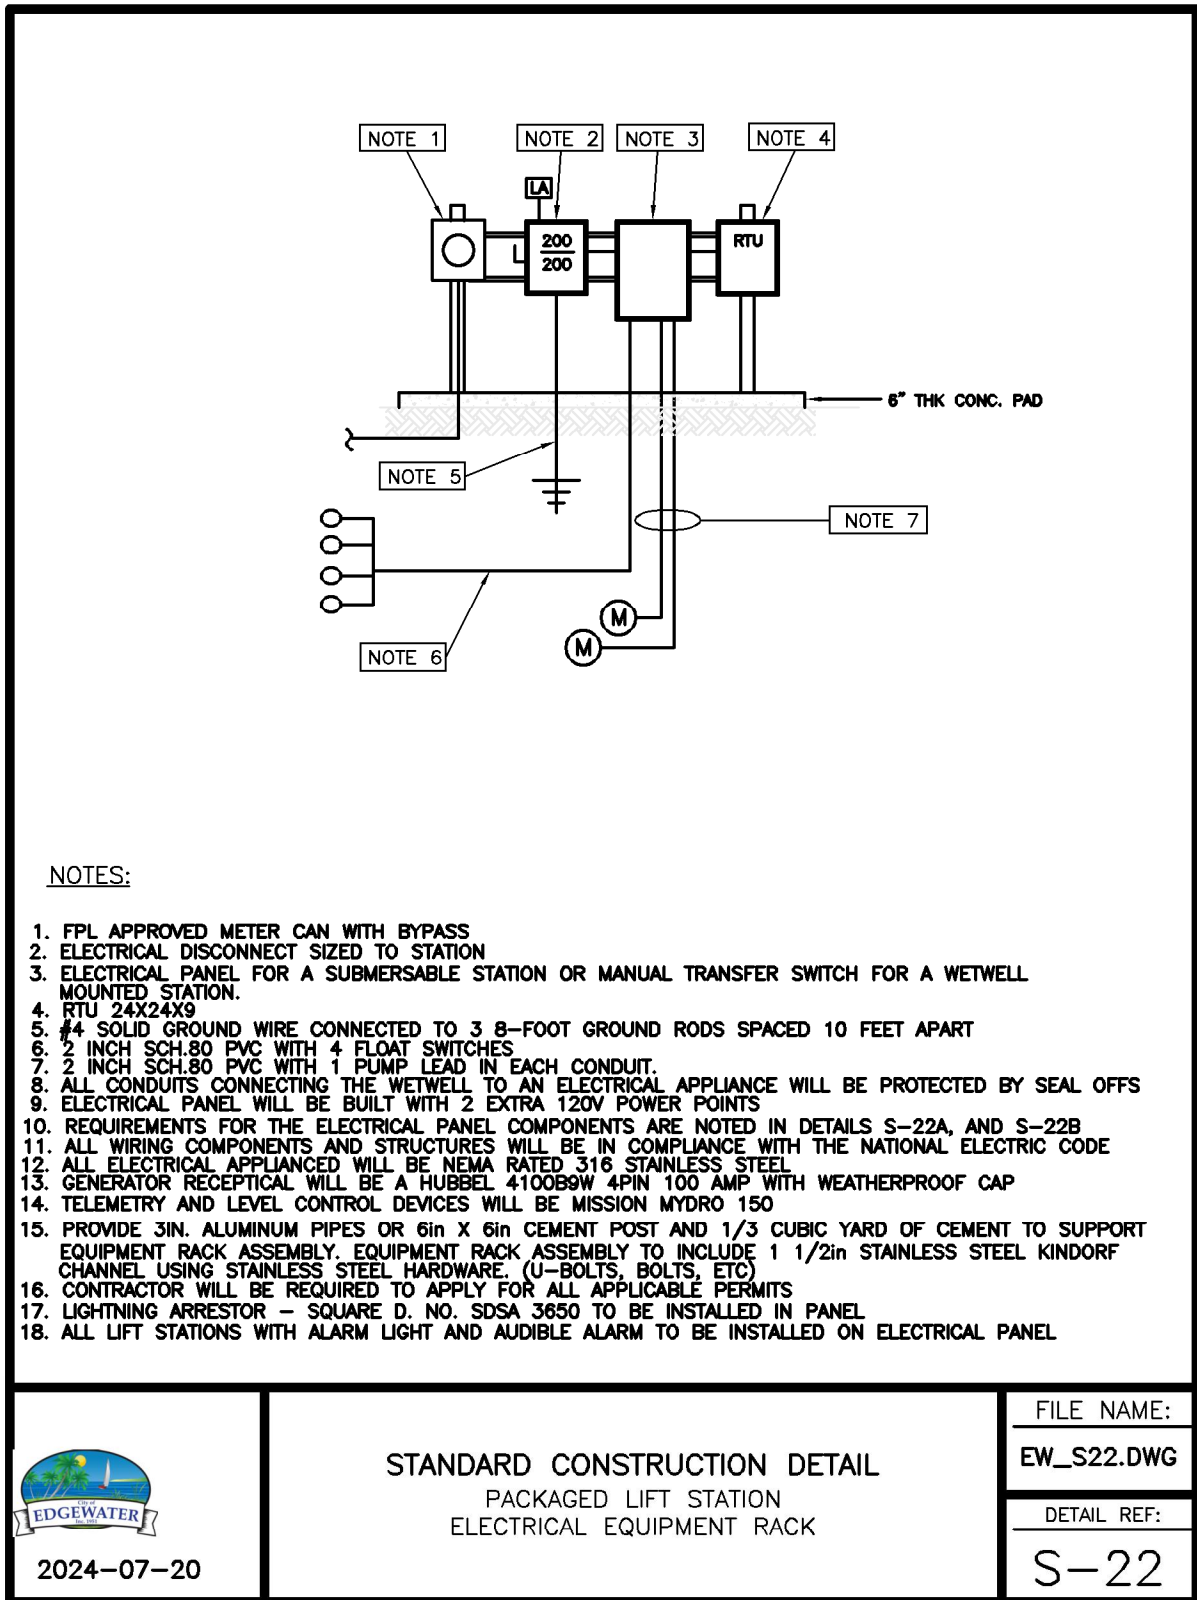 NOTE 1
NOTE 2
NOTE 3
NOTE 4
LA
200
200
RTU
6" THK CONC. PAD
NOTE 5
NOTE 7
M
M
NOTE 6
NOTES:
1. FPL APPROVED METER CAN WITH BYPASS
2. ELECTRICAL DISCONNECT SIZED TO STATION
3. ELECTRICAL PANEL FOR A SUBMERSABLE STATION OR MANUAL TRANSFER SWITCH FOR A WETWELL
MOUNTED STATION.
4. RTU 24X24X9
5. #4 SOLID GROUND WIRE CONNECTED TO 3 8-FOOT GROUND RODS SPACED 10 FEET APART
6. 2 INCH SCH.80 PVC WITH 4 FLOAT SWITCHES
7. 2 INCH SCH.80 PVC WITH 1 PUMP LEAD IN EACH CONDUIT.
8. ALL CONDUITS CONNECTING THE WETWELL TO AN ELECTRICAL APPLIANCE WILL BE PROTECTED BY SEAL OFFS
9. ELECTRICAL PANEL WILL BE BUILT WITH 2 EXTRA 120V POWER POINTS
10. REQUIREMENTS FOR THE ELECTRICAL PANEL COMPONENTS ARE NOTED IN DETAILS S-22A, AND S-22B
11. ALL WIRING COMPONENTS AND STRUCTURES WILL BE IN COMPLIANCE WITH THE NATIONAL ELECTRIC CODE
12. ALL ELECTRICAL APPLIANCED WILL BE NEMA RATED 316 STAINLESS STEEL
13. GENERATOR RECEPTICAL WILL BE A HUBBEL 4100B9W 4PIN 100 AMP WITH WEATHERPROOF CAP
14. TELEMETRY AND LEVEL CONTROL DEVICES WILL BE MISSION MYDRO 150
15. PROVIDE 3IN. ALUMINUM PIPES OR 6in X 6in CEMENT POST AND 1/3 CUBIC YARD OF CEMENT TO SUPPORT
EQUIPMENT RACK ASSEMBLY. EQUIPMENT RACK ASSEMBLY TO INCLUDE 1 1/2in STAINLESS STEEL KINDORF
CHANNEL USING STAINLESS STEEL HARDWARE. (U-BOLTS, BOLTS, ETC)
16. CONTRACTOR WILL BE REQUIRED TO APPLY FOR ALL APPLICABLE PERMITS
17. LIGHTNING ARRESTOR - SQUARE D. NO. SDSA 3650 TO BE INSTALLED IN PANEL
18. ALL LIFT STATIONS WITH ALARM LIGHT AND AUDIBLE ALARM TO BE INSTALLED ON ELECTRICAL PANEL
City of
EDGEWATER
Inc. 1951
2024-07-20
STANDARD CONSTRUCTION DETAIL
PACKAGED LIFT STATION
ELECTRICAL EQUIPMENT RACK
FILE NAME:
EW_S22.DWG
DETAIL REF:
S-22